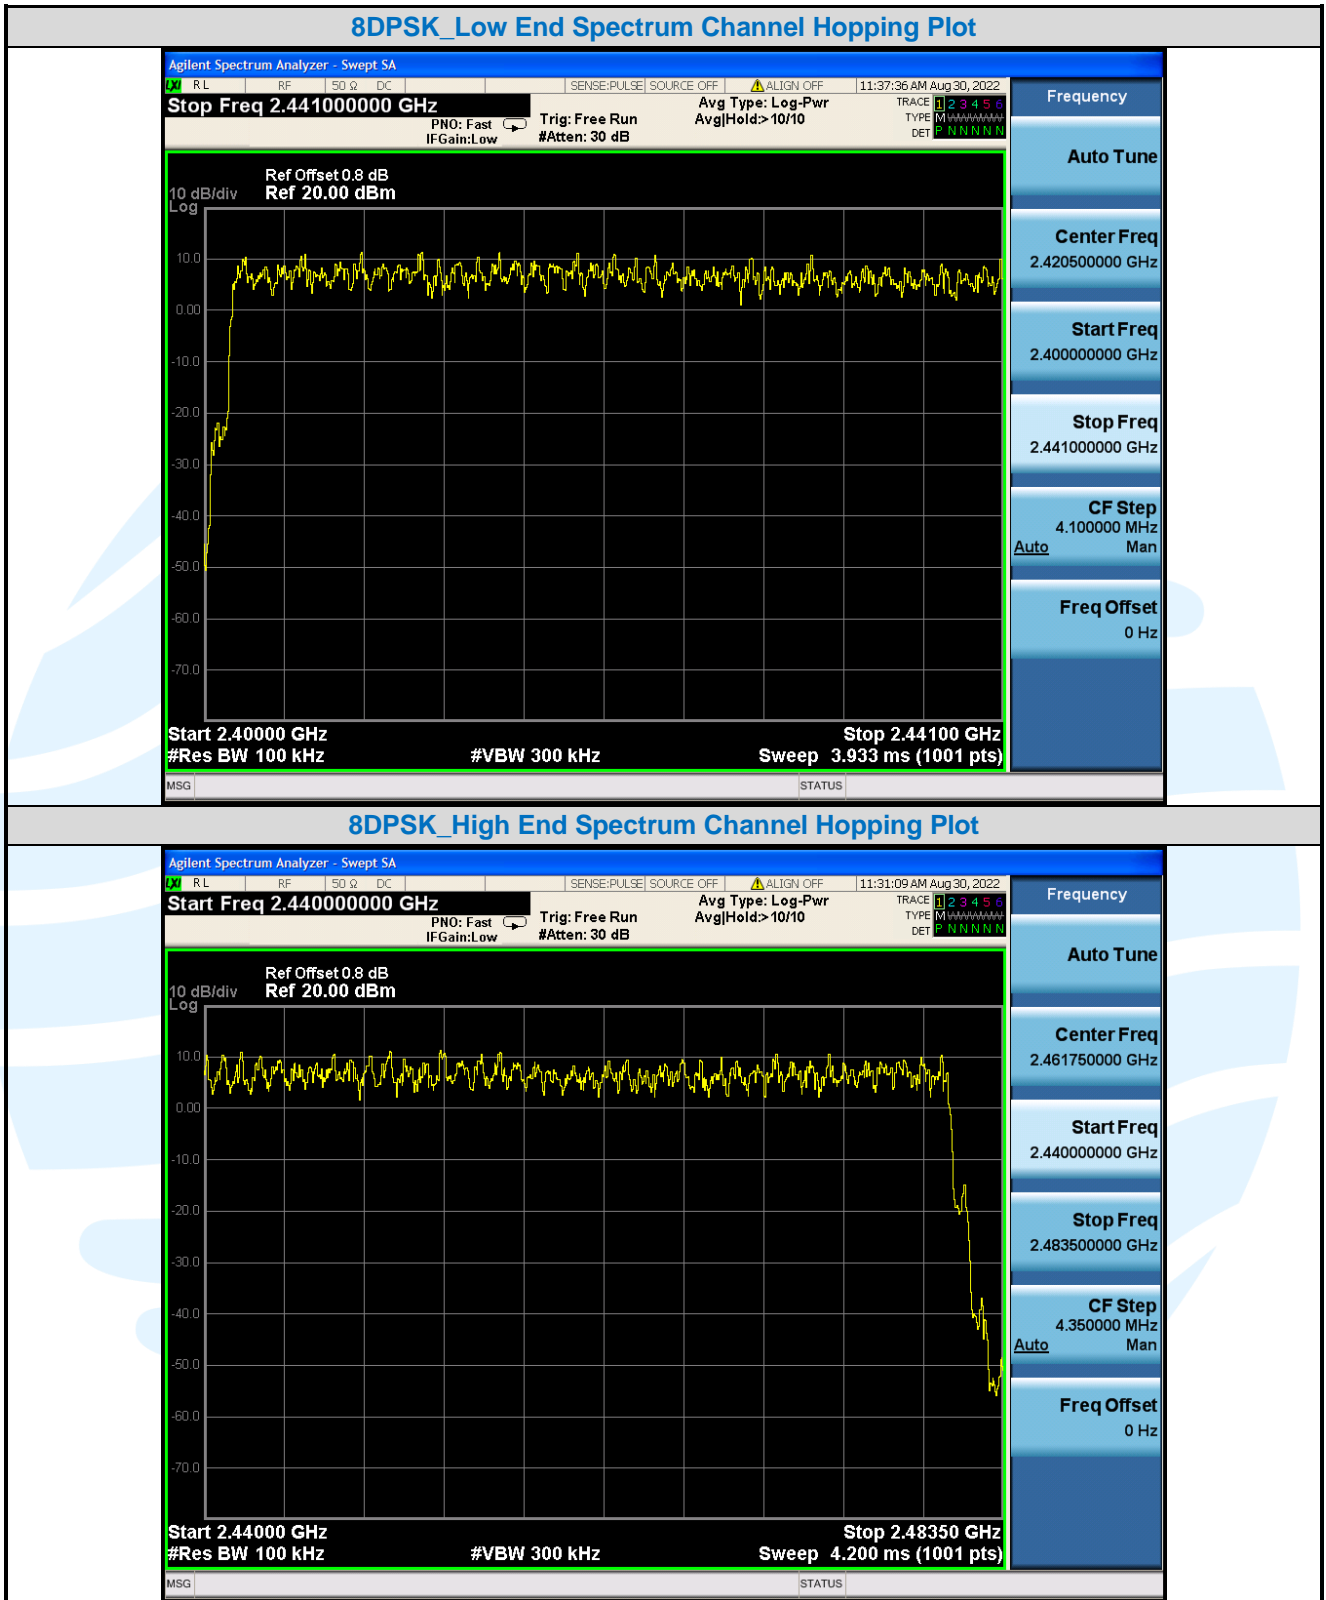 8DPSK_Low End Spectrum Channel Hopping Plot
Agilent Spectrum Analyzer - Swept SA
LXI RL RF 50 Ω DC SENSE:PULSE SOURCE OFF ALIGN OFF 11:37:36 AM Aug 30, 2022
Stop Freq 2.441000000 GHz
PNO: Fast
IFGain:Low
Trig: Free Run
#Atten: 30 dB
Avg Type: Log-Pwr
Avg|Hold:>10/10
TRACE 1 2 3 4 5 6
TYPE M WWWWW
DET P N N N N N
Ref Offset 0.8 dB
10 dB/div Ref 20.00 dBm
Log
10.0
0.00
-10.0
-20.0
-30.0
-40.0
-50.0
-60.0
-70.0
Start 2.40000 GHz Stop 2.44100 GHz
#Res BW 100 kHz #VBW 300 kHz Sweep 3.933 ms (1001 pts)
MSG STATUS
Frequency
Auto Tune
Center Freq
2.420500000 GHz
Start Freq
2.400000000 GHz
Stop Freq
2.441000000 GHz
CF Step
4.100000 MHz
Auto Man
Freq Offset
0 Hz
8DPSK_High End Spectrum Channel Hopping Plot
Agilent Spectrum Analyzer - Swept SA
LXI RL RF 50 Ω DC SENSE:PULSE SOURCE OFF ALIGN OFF 11:31:09 AM Aug 30, 2022
Start Freq 2.440000000 GHz
PNO: Fast
IFGain:Low
Trig: Free Run
#Atten: 30 dB
Avg Type: Log-Pwr
Avg|Hold:>10/10
TRACE 1 2 3 4 5 6
TYPE M WWWWW
DET P N N N N N
Ref Offset 0.8 dB
10 dB/div Ref 20.00 dBm
Log
10.0
0.00
-10.0
-20.0
-30.0
-40.0
-50.0
-60.0
-70.0
Start 2.44000 GHz Stop 2.48350 GHz
#Res BW 100 kHz #VBW 300 kHz Sweep 4.200 ms (1001 pts)
MSG STATUS
Frequency
Auto Tune
Center Freq
2.461750000 GHz
Start Freq
2.440000000 GHz
Stop Freq
2.483500000 GHz
CF Step
4.350000 MHz
Auto Man
Freq Offset
0 Hz